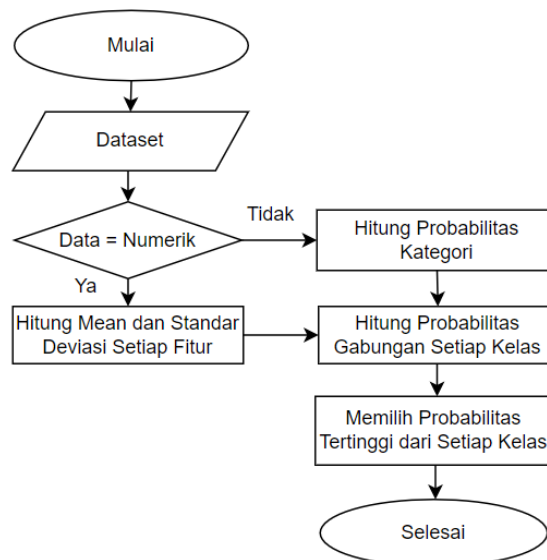 Mulai
Dataset
Data = Numerik
Tidak
Ya
Hitung Probabilitas
Kategori
Hitung Mean dan Standar
Deviasi Setiap Fitur
Hitung Probabilitas
Gabungan Setiap Kelas
Memilih Probabilitas
Tertinggi dari Setiap Kelas
Selesai